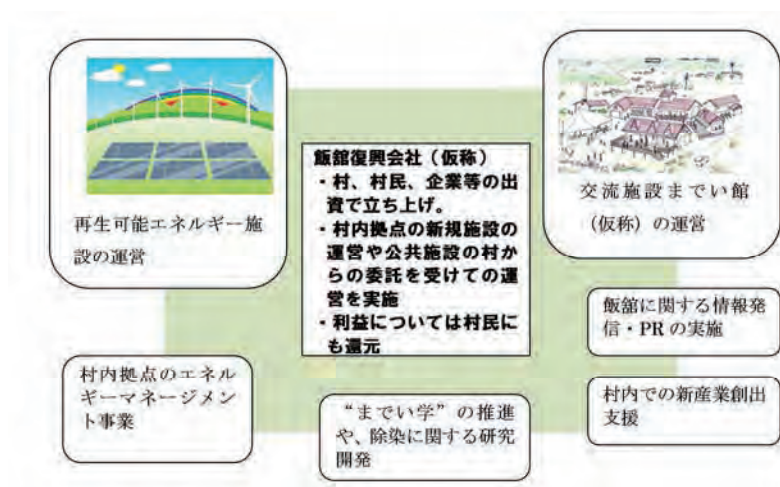 再生可能エネルギー施
設の運営
飯舘復興会社（仮称）
・村、村民、企業等の出
資で立ち上げ。
・村内拠点の新規施設の
運営や公共施設の村か
らの委託を受けての運
営を実施
・利益については村民に
も還元
交流施設までい館
（仮称）の運営
飯舘に関する情報発
信・PRの実施
村内での新産業創出
支援
村内拠点のエネル
ギーマネージメン
ト事業
“までい学”の推進
や、除染に関する研究
開発